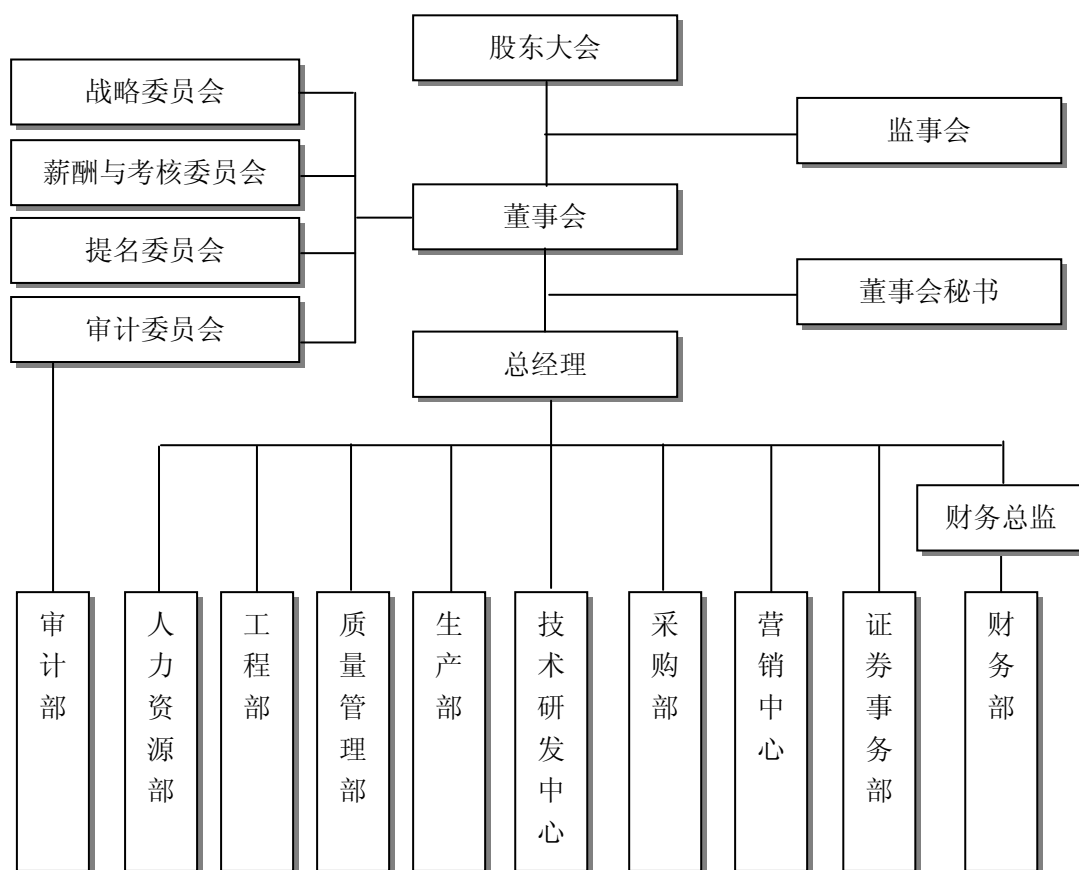 股东大会
战略委员会
监事会
薪酬与考核委员会
董事会
提名委员会
董事会秘书
审计委员会
总经理
财务总监
审计部
人力资源部
工程部
质量管理部
生产部
技术研发中心
采购部
营销中心
证券事务部
财务部